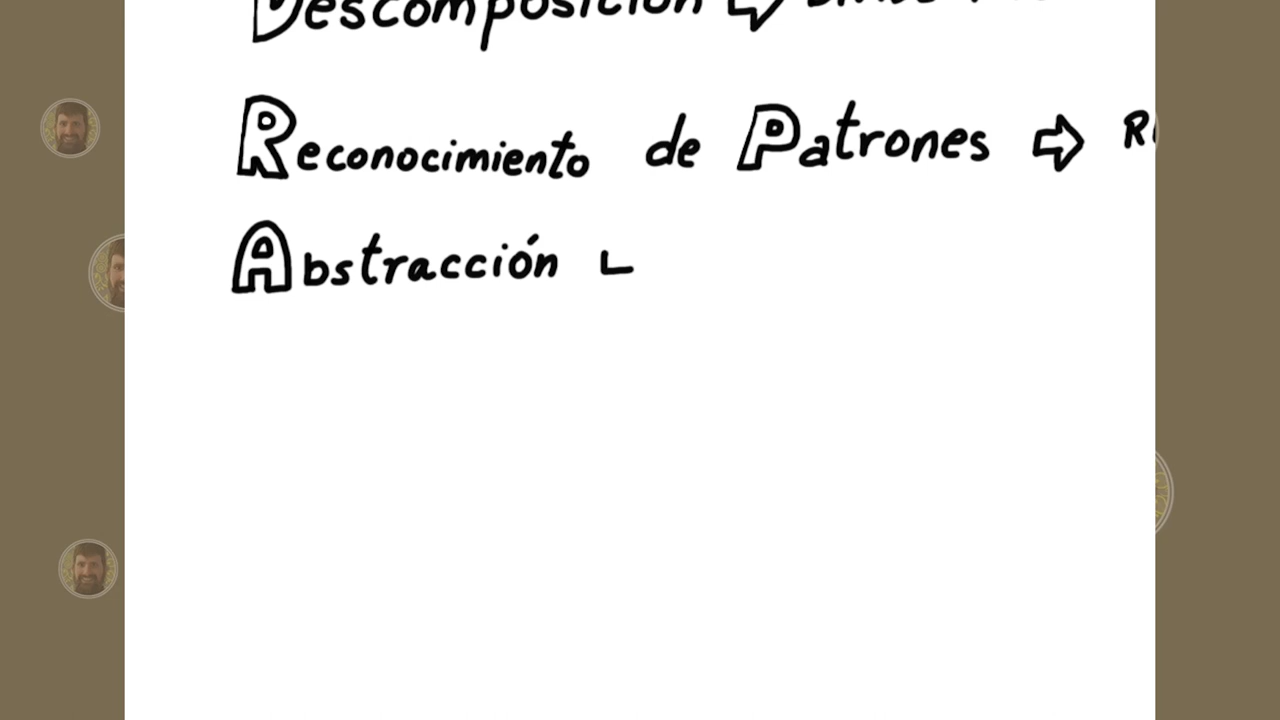 Descomposición ⇨
Reconocimiento de Patrones ⇨
Abstracción